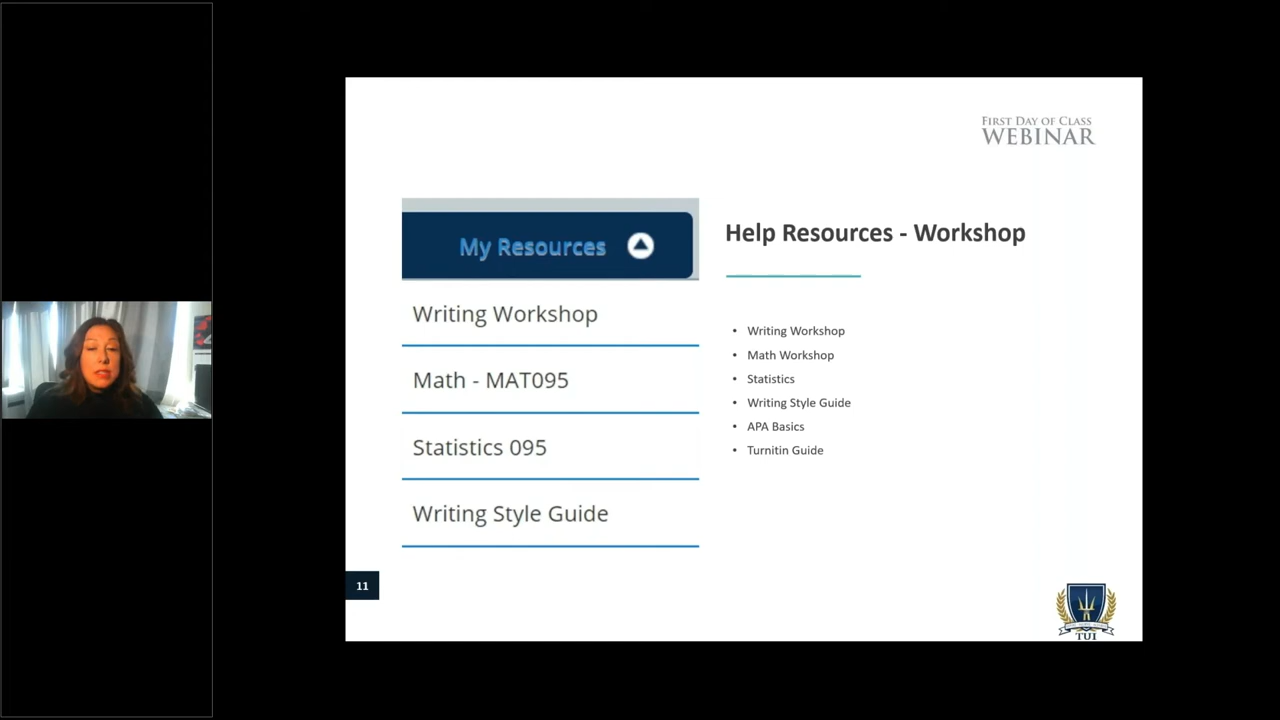 First Day of Class
WEBINAR
My Resources
Writing Workshop
Math - MAT095
Statistics 095
Writing Style Guide
Help Resources - Workshop
• Writing Workshop
• Math Workshop
• Statistics
• Writing Style Guide
• APA Basics
• Turnitin Guide
11
TUI